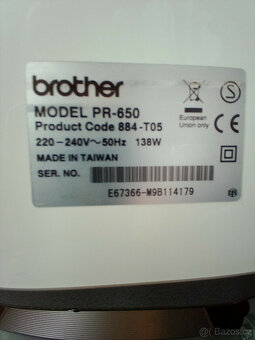 brother
MODEL PR-650
Product Code 884-T05
220-240V~50Hz 138W
MADE IN TAIWAN
SER. NO.
E67366-M9B114179
European
Union only
S
CE
Bazoš.cz